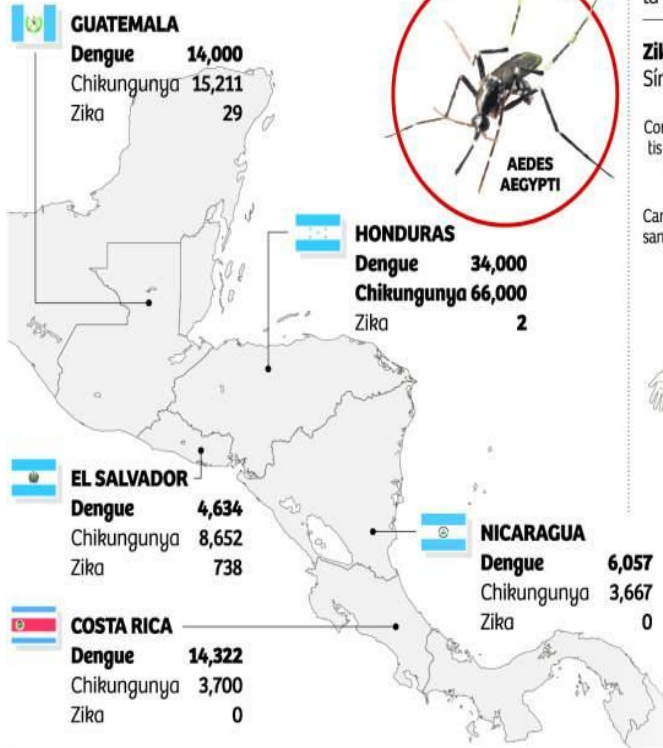 GUATEMALA
Dengue 14,000
Chikungunya 15,211
Zika 29
AEDES
AEGYPTI
HONDURAS
Dengue 34,000
Chikungunya 66,000
Zika 2
EL SALVADOR
Dengue 4,634
Chikungunya 8,652
Zika 738
NICARAGUA
Dengue 6,057
Chikungunya 3,667
Zika 0
COSTA RICA
Dengue 14,322
Chikungunya 3,700
Zika 0